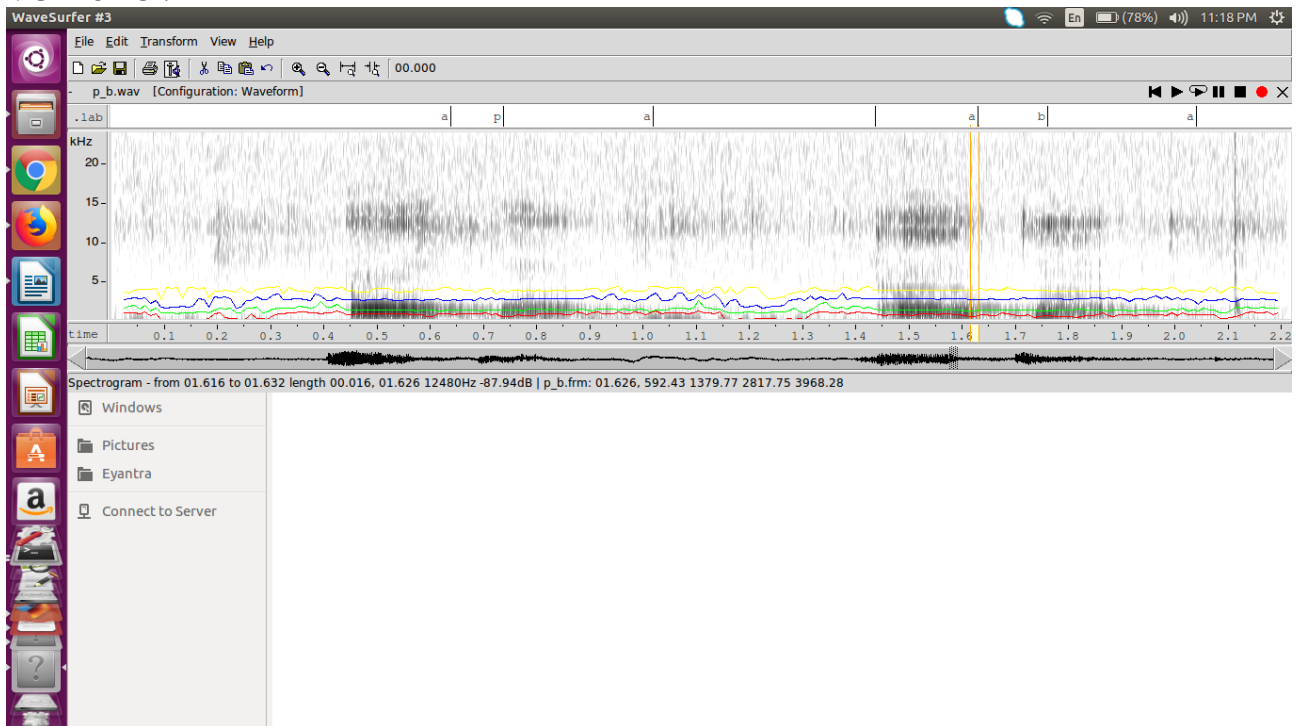 WaveSurfer #3 En (78%) 11:18 PM
File Edit Transform View Help
00.000
- p_b.wav [Configuration: Waveform]
.lab a p a a b a
kHz
20
15
10
5
time 0.1 0.2 0.3 0.4 0.5 0.6 0.7 0.8 0.9 1.0 1.1 1.2 1.3 1.4 1.5 1.6 1.7 1.8 1.9 2.0 2.1 2.2
Spectrogram - from 01.616 to 01.632 length 00.016, 01.626 12480Hz -87.94dB | p_b.frm: 01.626, 592.43 1379.77 2817.75 3968.28
Windows
Pictures
Eyantra
Connect to Server